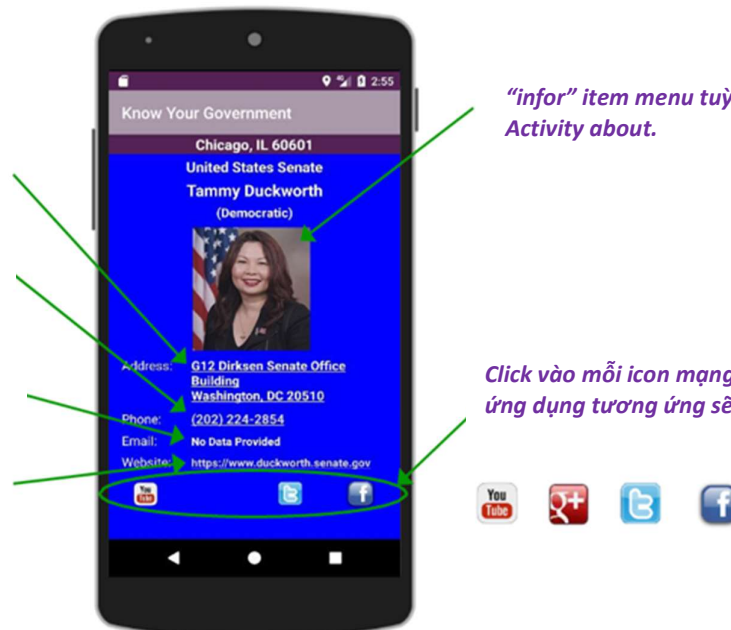 2:55
Know Your Government
Chicago, IL 60601
United States Senate
Tammy Duckworth
(Democratic)
Address: G12 Dirksen Senate Office
Building
Washington, DC 20510
Phone: (202) 224-2854
Email: No Data Provided
Website: https://www.duckworth.senate.gov
You
Tube
t
f
“infor” item menu tuỳ
Activity about.
Click vào mỗi icon mạng
ứng dụng tương ứng sẽ
You
Tube
g+
t
f